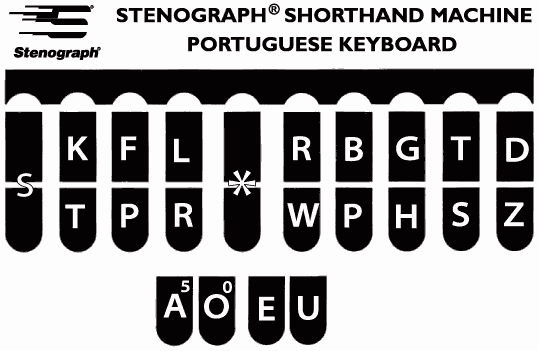 Stenograph®
STENOGRAPH® SHORTHAND MACHINE
PORTUGUESE KEYBOARD
K F L R B G T D
S *
T P R W P H S Z
5 0
A O E U